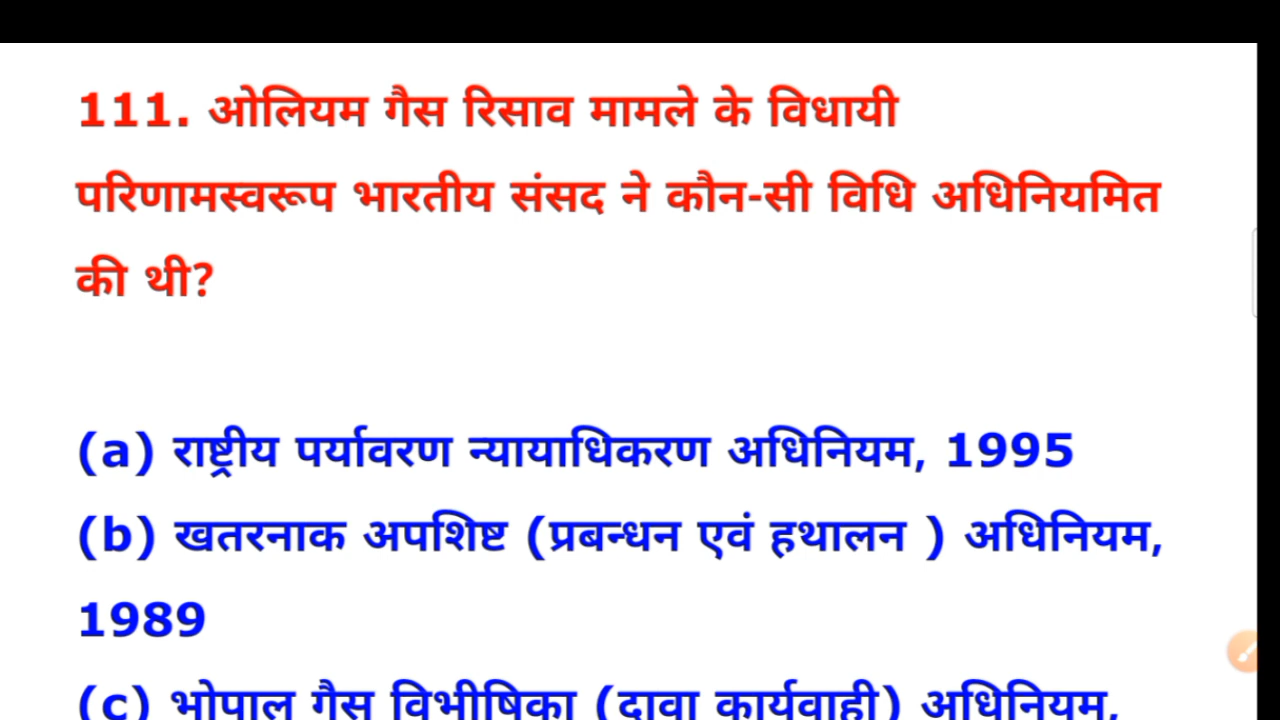 111. ओलियम गैस रिसाव मामले के विधायी
परिणामस्वरूप भारतीय संसद ने कौन-सी विधि अधिनियमित
की थी?
(a) राष्ट्रीय पर्यावरण न्यायाधिकरण अधिनियम, 1995
(b) खतरनाक अपशिष्ट (प्रबन्धन एवं हथालन ) अधिनियम,
1989
(c) भोपाल गैस विभीषिका (दावा कार्यवाही) अधिनियम,